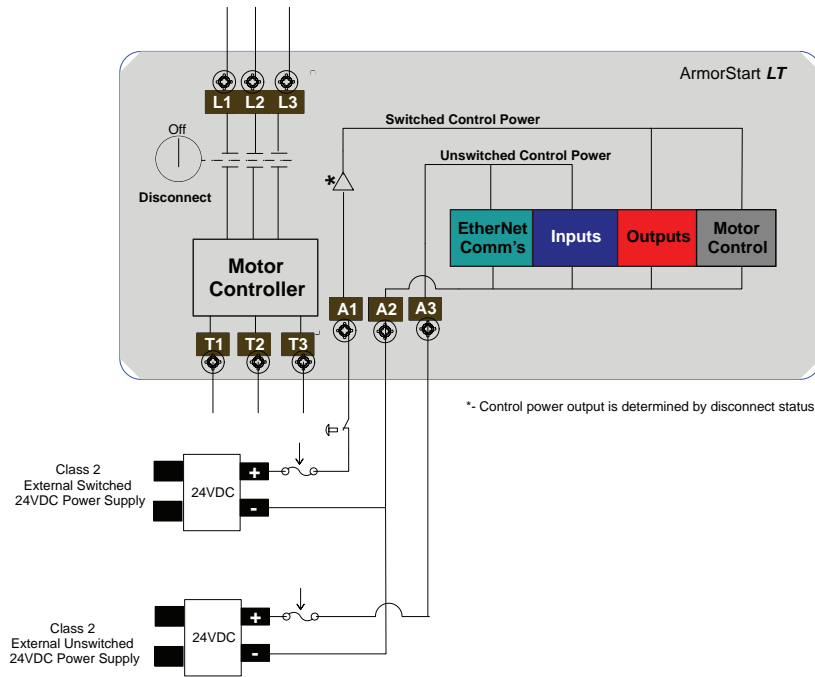 ArmorStart LT
L1 L2 L3
Off
Disconnect
Switched Control Power
Unswitched Control Power
*
EtherNet
Comm's
Inputs
Outputs
Motor
Control
Motor
Controller
A1 A2 A3
T1 T2 T3
*- Control power output is determined by disconnect status
Class 2
External Switched
24VDC Power Supply
24VDC
+
-
Class 2
External Unswitched
24VDC Power Supply
24VDC
+
-